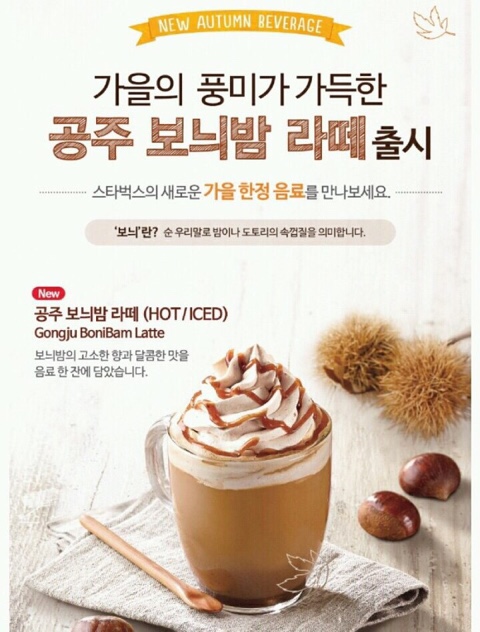 NEW AUTUMN BEVERAGE
가을의 풍미가 가득한
공주 보늬밤 라떼 출시
스타벅스의 새로운 가을 한정 음료를 만나보세요.
'보늬'란? 순 우리말로 밤이나 도토리의 속껍질을 의미합니다.
New
공주 보늬밤 라떼 (HOT/ICED)
Gongju BoniBam Latte
보늬밤의 고소한 향과 달콤한 맛을
음료 한 잔에 담았습니다.